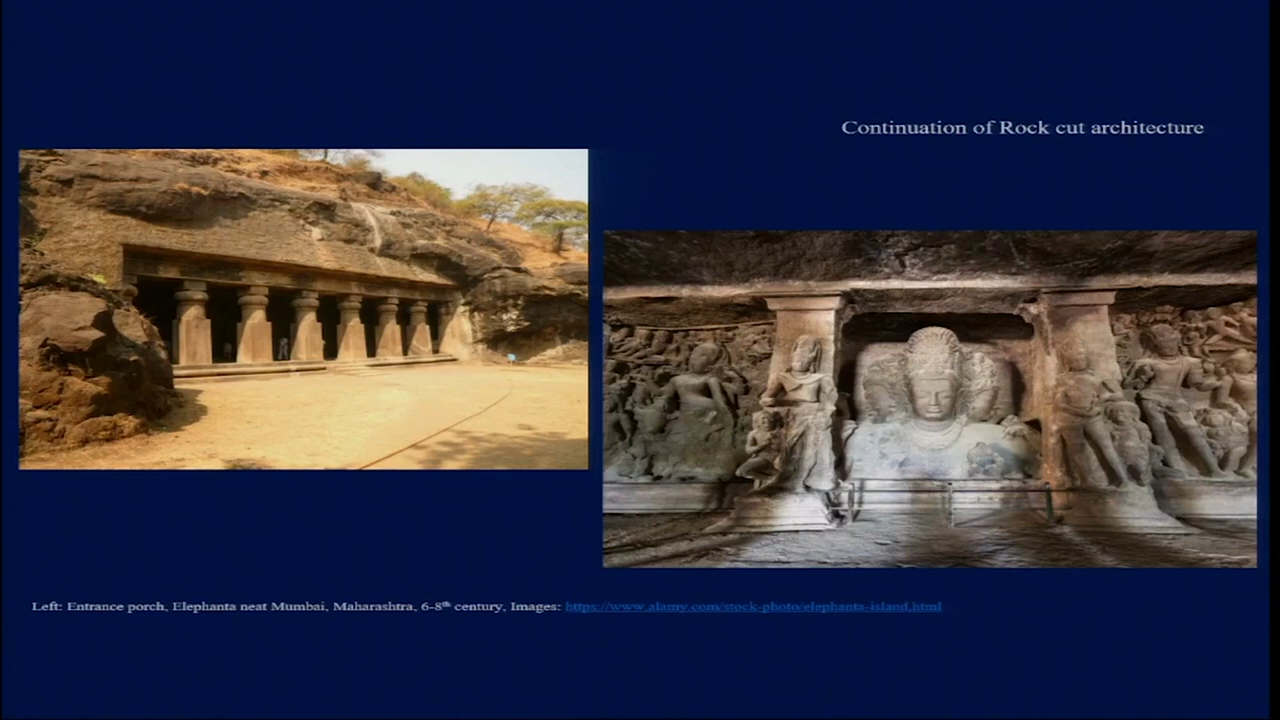 Continuation of Rock cut architecture
Left: Entrance porch, Elephanta neat Mumbai, Maharashtra, 6-8th century, Images: https://www.alamy.com/stock-photo/elephanta-island.html